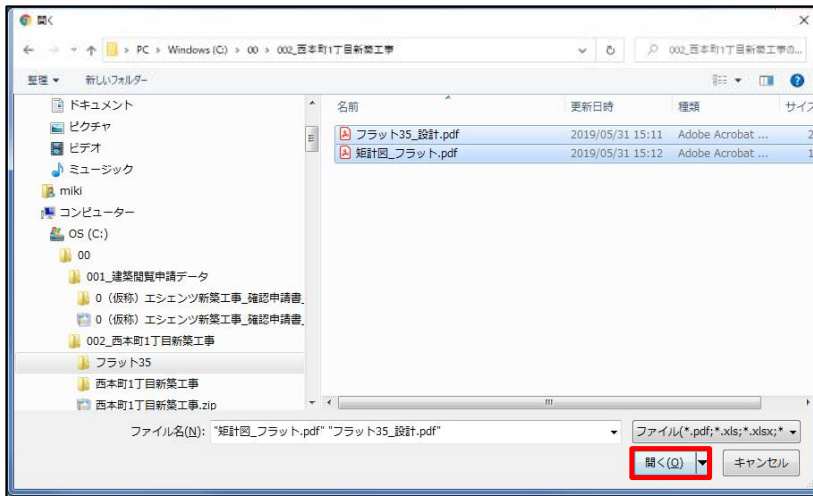 開く
PC > Windows (C:) > 00 > 002_西本町1丁目新築工事
002_西本町1丁目新築工事の...
整理 新しいフォルダー
名前 更新日時 種類 サイズ
ドキュメント
ピクチャ
ビデオ
ミュージック
miki
コンピューター
OS (C:)
00
001_建築閲覧申請データ
0（仮称）エシェンツ新築工事_確認申請書_
0（仮称）エシェンツ新築工事_確認申請書_
002_西本町1丁目新築工事
フラット35
西本町1丁目新築工事
西本町1丁目新築工事.zip
フラット35_設計.pdf 2019/05/31 15:11 Adobe Acrobat ... 2
矩計図_フラット.pdf 2019/05/31 15:12 Adobe Acrobat ... 1
ファイル名(N): "矩計図_フラット.pdf" "フラット35_設計.pdf"
ファイル(*.pdf;*.xls;*.xlsx;*
開く(O) キャンセル